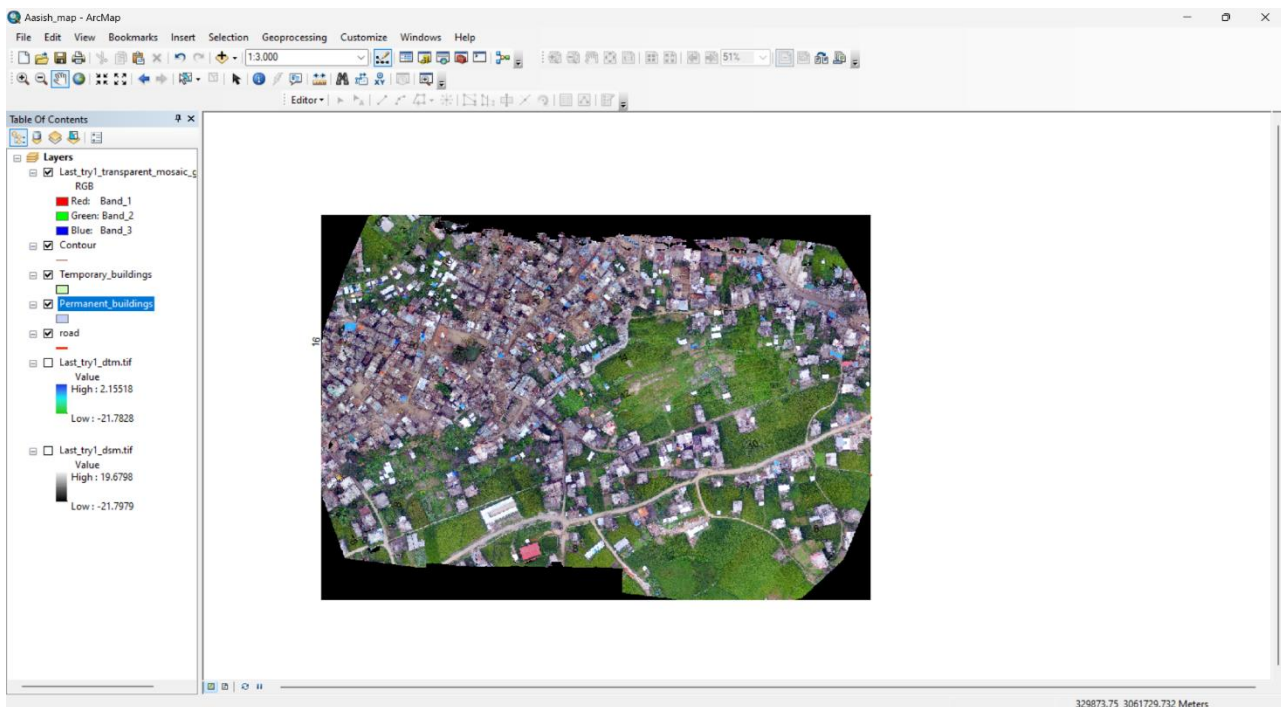 Aasish_map - ArcMap
File Edit View Bookmarks Insert Selection Geoprocessing Customize Windows Help
1:3.000
51%
Editor
Table Of Contents
Layers
Last_try1_transparent_mosaic_g
RGB
Red: Band_1
Green: Band_2
Blue: Band_3
Contour
Temporary_buildings
Permanent_buildings
road
Last_try1_dtm.tif
Value
High : 2.15518
Low : -21.7828
Last_try1_dsm.tif
Value
High : 19.6798
Low : -21.7979
16
329873.75 3061729.732 Meters